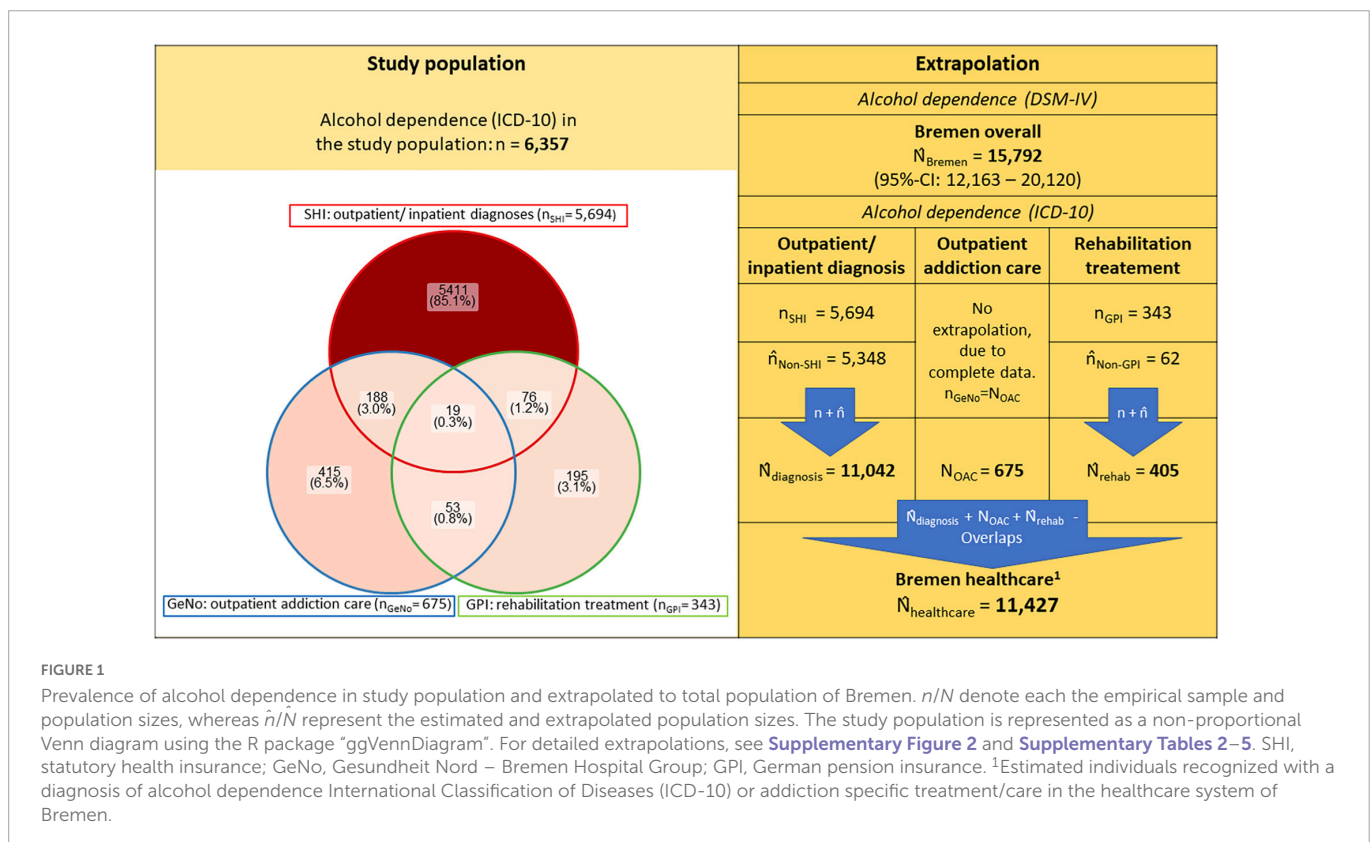 Study population
Alcohol dependence (ICD-10) in
the study population: n = 6,357
SHI: outpatient/ inpatient diagnoses (nSHI= 5,694)
5411
(85.1%)
188
(3.0%)
19
(0.3%)
76
(1.2%)
415
(6.5%)
53
(0.8%)
195
(3.1%)
GeNo: outpatient addiction care (nGeNo= 675)
GPI: rehabilitation treatment (nGPI= 343)
Extrapolation
Alcohol dependence (DSM-IV)
Bremen overall
N̂Bremen = 15,792
(95%-CI: 12,163 – 20,120)
Alcohol dependence (ICD-10)
Outpatient/
inpatient diagnosis
Outpatient
addiction care
Rehabilitation
treatement
nSHI = 5,694
n̂Non-SHI = 5,348
n + n̂
N̂diagnosis = 11,042
No
extrapolation,
due to
complete data.
nGeNo=NOAC
NOAC = 675
nGPI = 343
n̂Non-GPI = 62
n + n̂
N̂rehab = 405
N̂diagnosis + NOAC + N̂rehab -
Overlaps
Bremen healthcare¹
N̂healthcare = 11,427
FIGURE 1
Prevalence of alcohol dependence in study population and extrapolated to total population of Bremen. n/N denote each the empirical sample and
population sizes, whereas n̂/N̂ represent the estimated and extrapolated population sizes. The study population is represented as a non-proportional
Venn diagram using the R package “ggVennDiagram”. For detailed extrapolations, see Supplementary Figure 2 and Supplementary Tables 2–5. SHI,
statutory health insurance; GeNo, Gesundheit Nord – Bremen Hospital Group; GPI, German pension insurance. ¹Estimated individuals recognized with a
diagnosis of alcohol dependence International Classification of Diseases (ICD-10) or addiction specific treatment/care in the healthcare system of
Bremen.